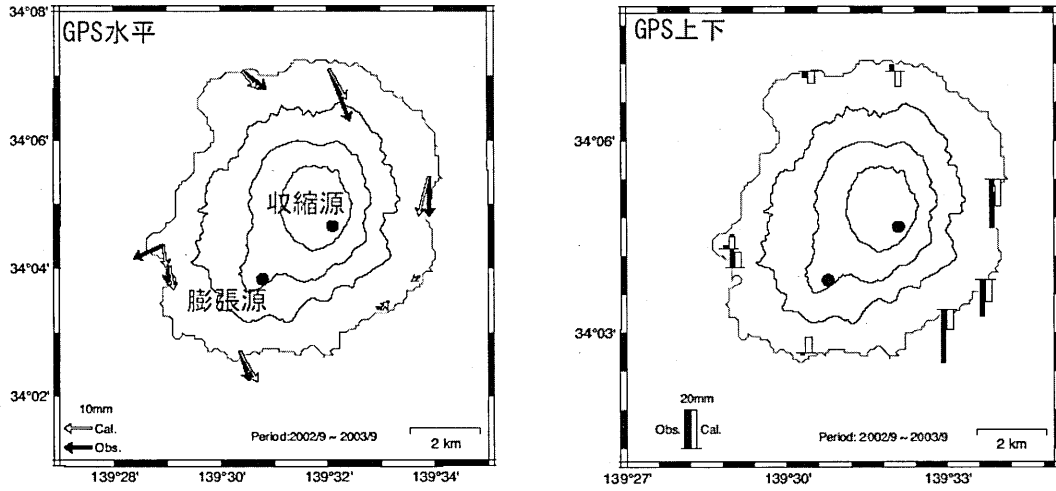 GPS水平
34°08'
34°06'
34°04'
34°02'
収縮源
膨張源
10mm
Cal.
Obs.
Period:2002/9~2003/9
2 km
139°28'
139°30'
139°32'
139°34'
GPS上下
34°06'
34°03'
20mm
Obs.
Cal.
Period: 2002/9~2003/9
2 km
139°27'
139°30'
139°33'